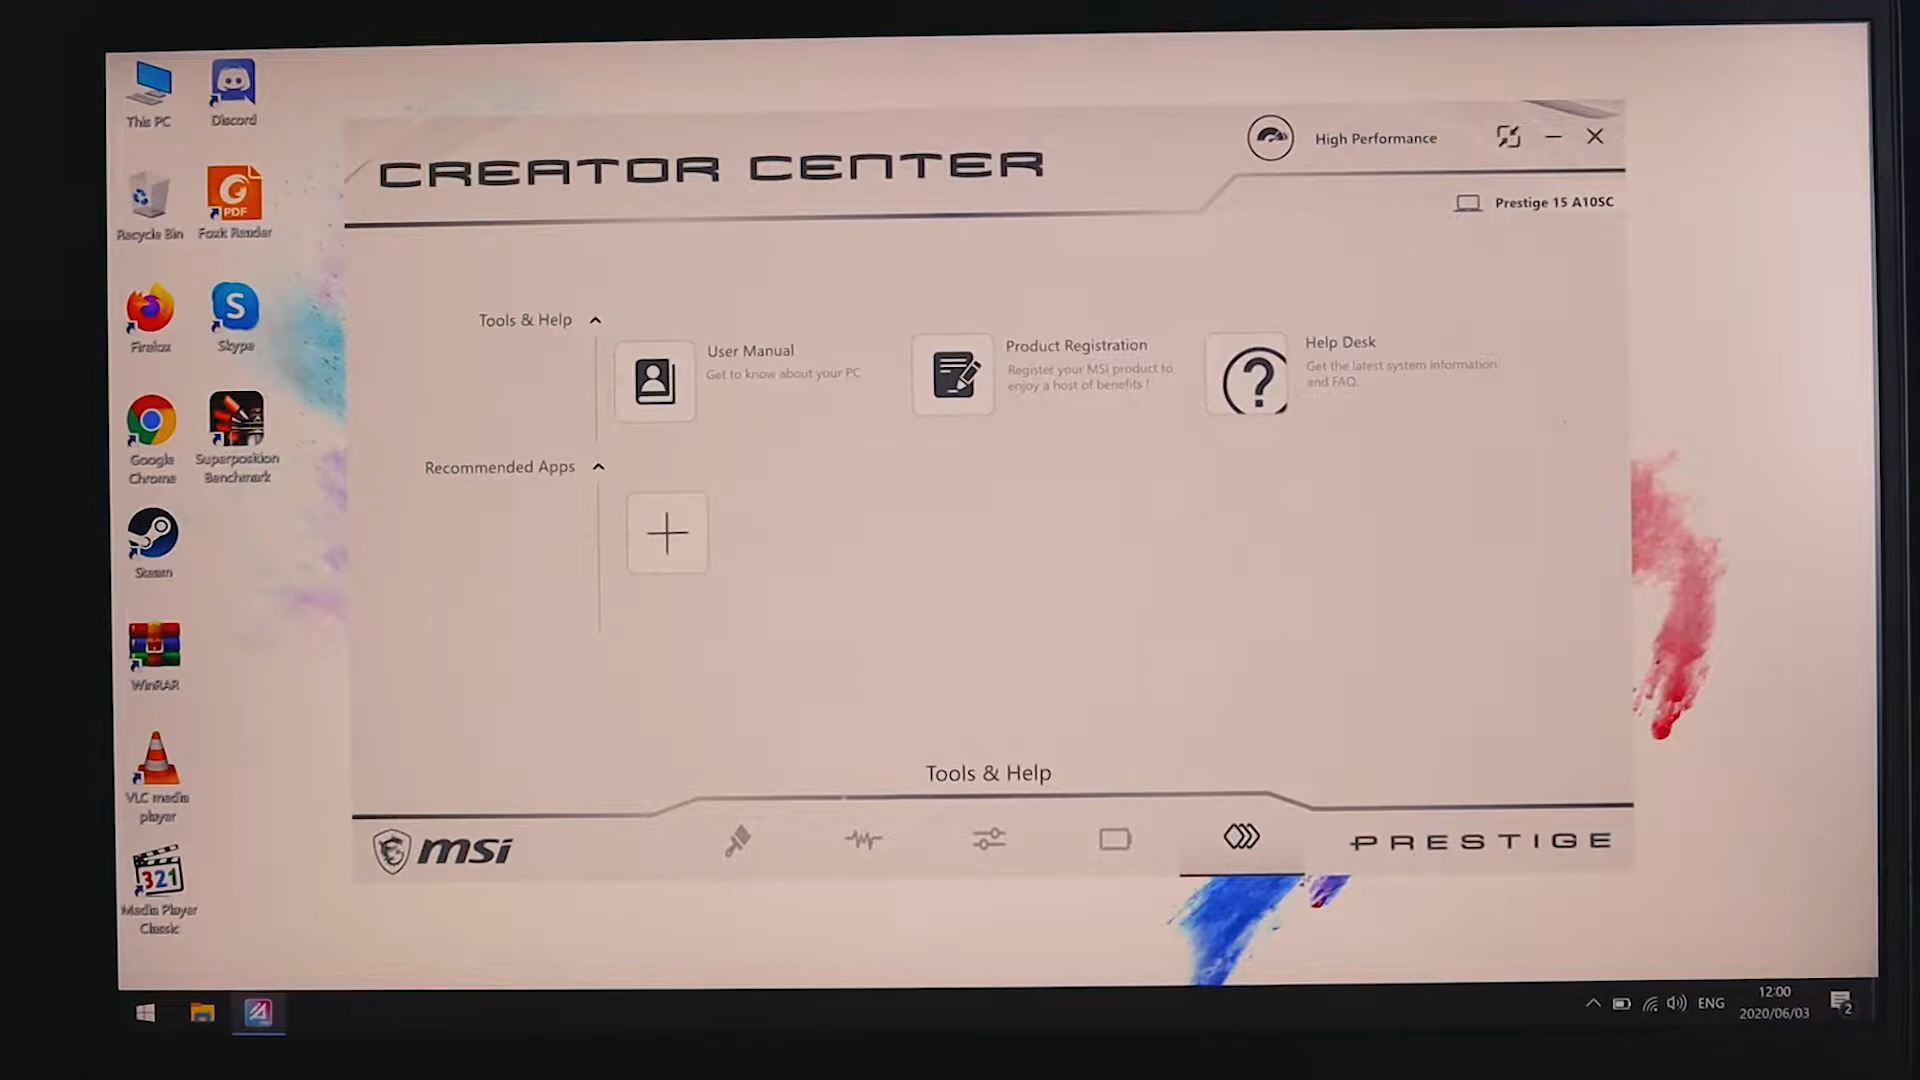 This PC
Discord
Recycle Bin
PDF
Foxit Reader
Firefox
S
Skype
Google
Chrome
Superposition
Benchmark
Steam
WinRAR
VLC media
player
321
Media Player
Classic
CREATOR CENTER
High Performance
Prestige 15 A10SC
Tools & Help
User Manual
Get to know about your PC
Product Registration
Register your MSI product to
enjoy a host of benefits !
Help Desk
Get the latest system information
and FAQ.
Recommended Apps
Tools & Help
msi
PRESTIGE
ENG
12:00
2020/06/03
2